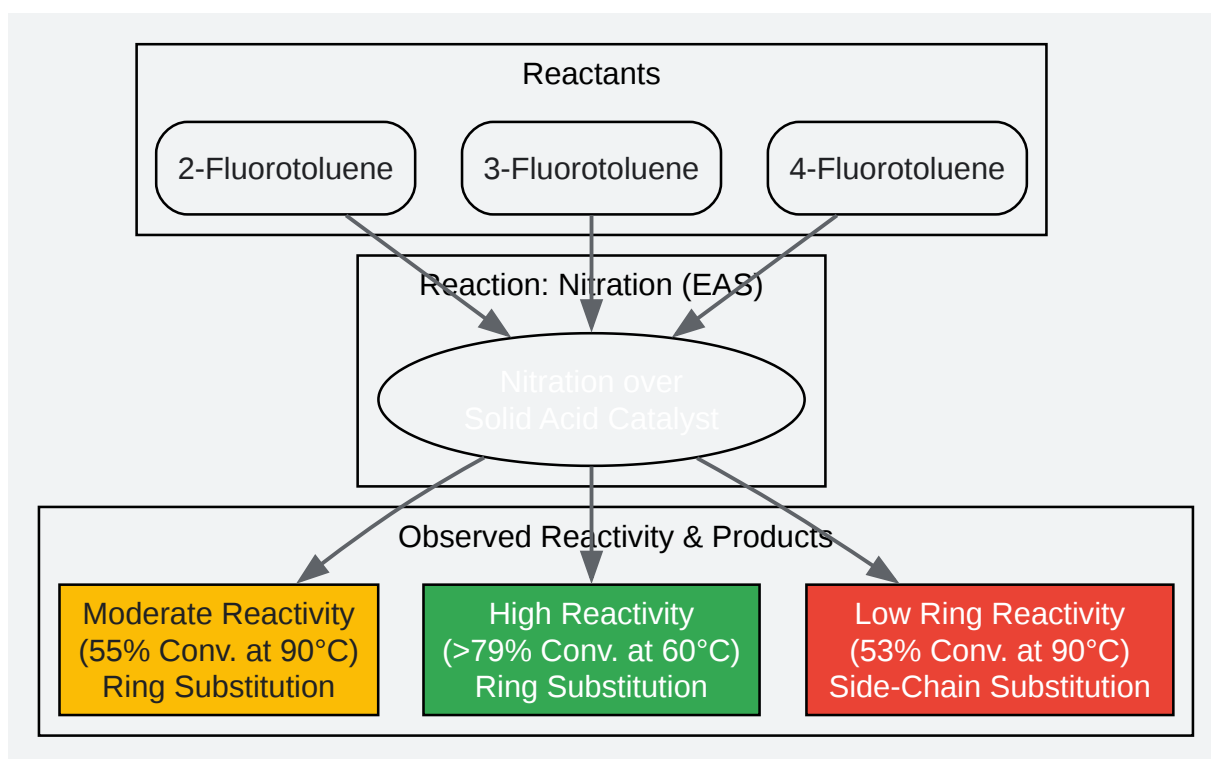 Reactants
2-Fluorotoluene
3-Fluorotoluene
4-Fluorotoluene
Reaction: Nitration (EAS)
Nitration over
Solid Acid Catalyst
Observed Reactivity & Products
Moderate Reactivity
(55% Conv. at 90°C)
Ring Substitution
High Reactivity
(>79% Conv. at 60°C)
Ring Substitution
Low Ring Reactivity
(53% Conv. at 90°C)
Side-Chain Substitution